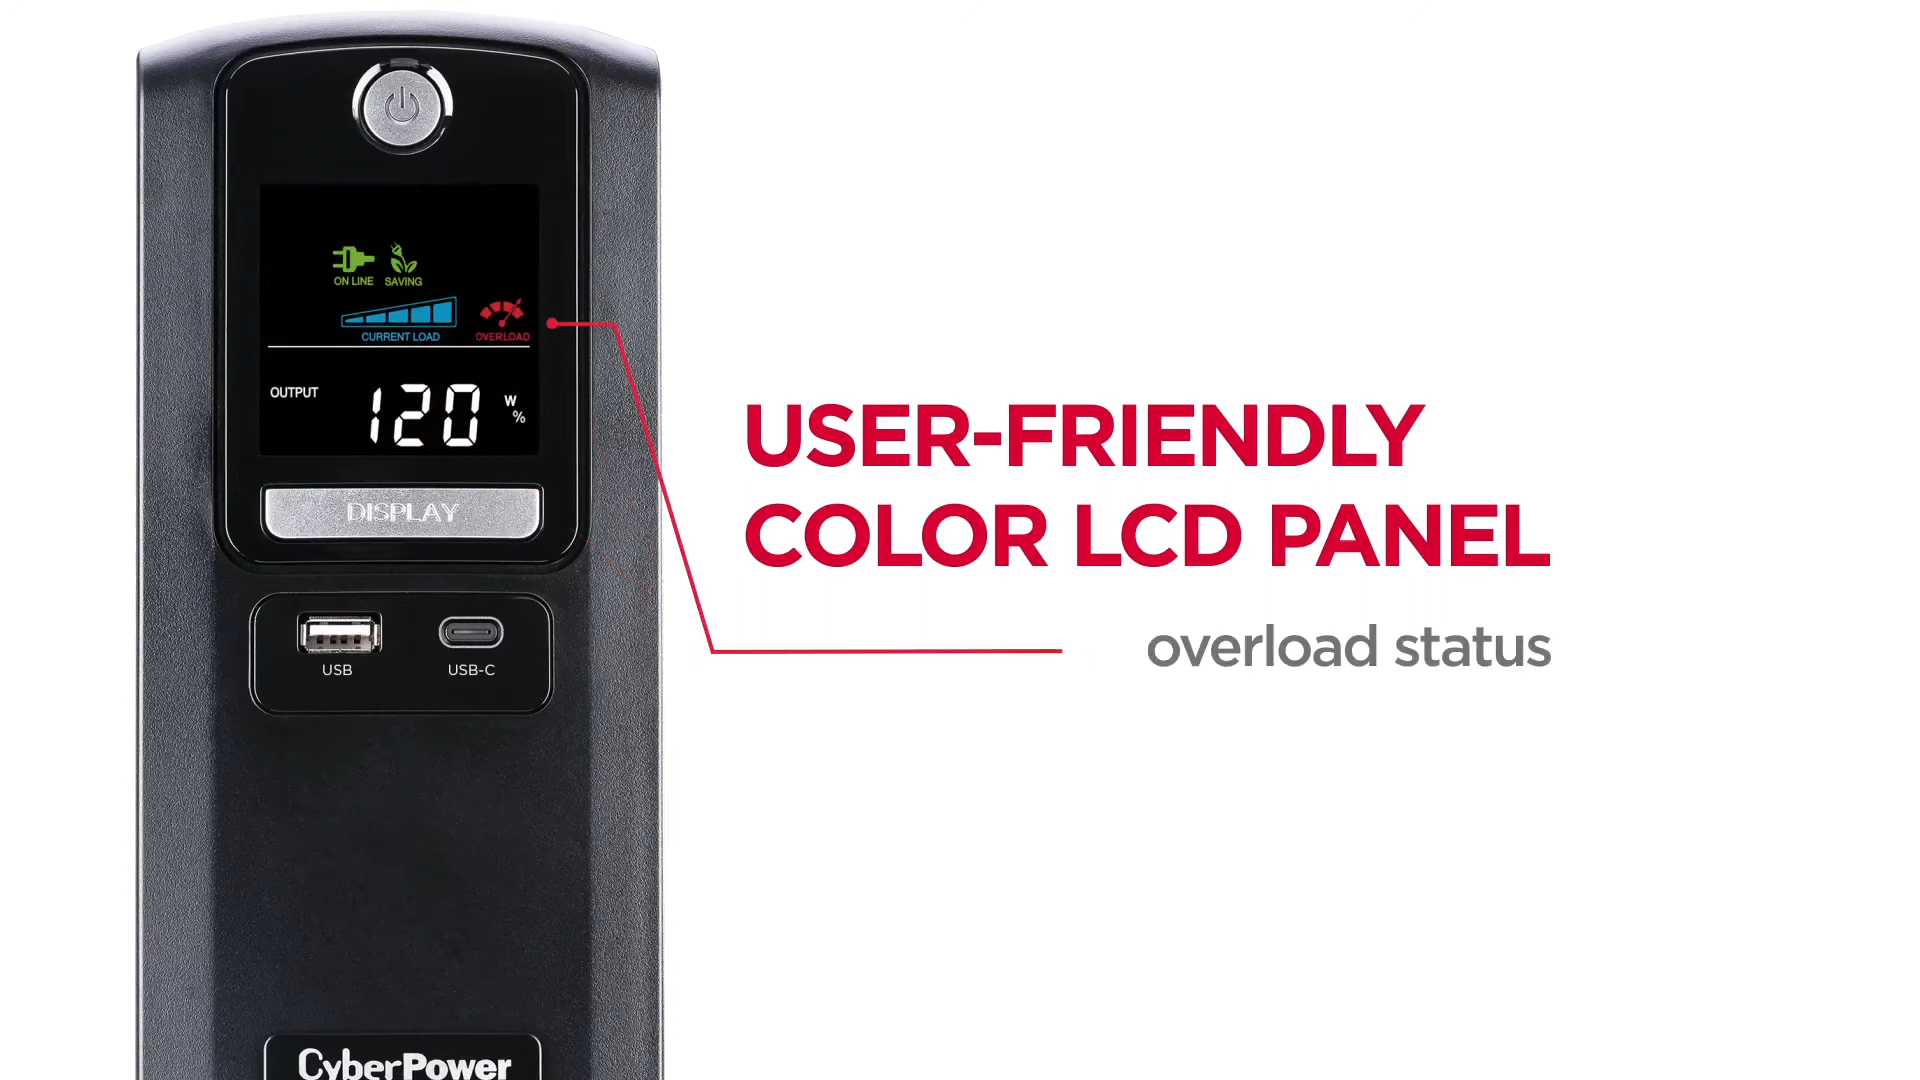 ON LINE SAVING
CURRENT LOAD OVERLOAD
OUTPUT 120 W %
DISPLAY
USB USB-C
CyberPower
USER-FRIENDLY
COLOR LCD PANEL
overload status